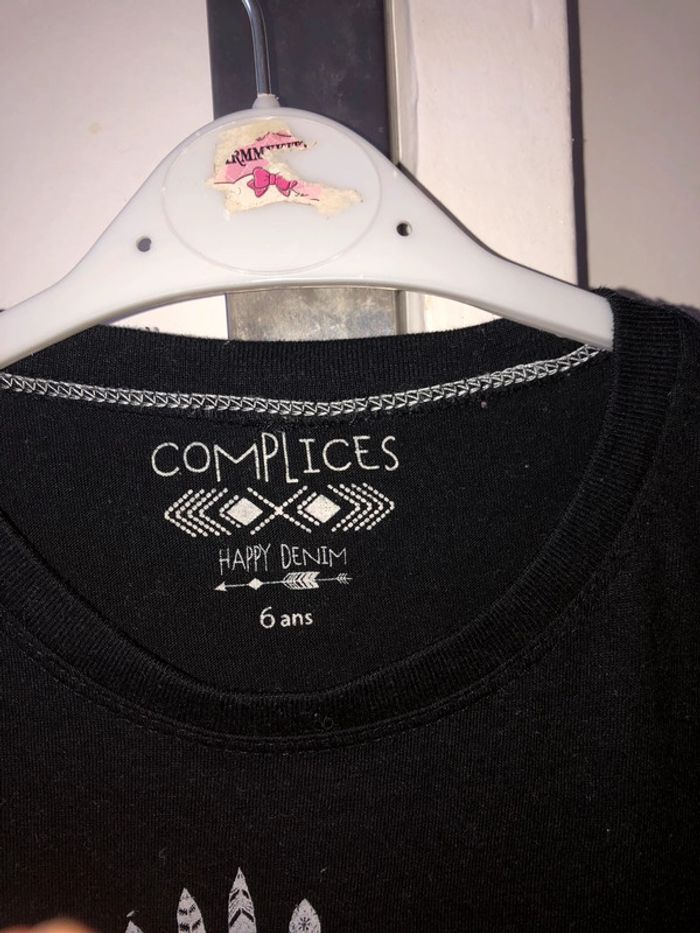 COMPLICES
HAPPY DENIM
6 ans